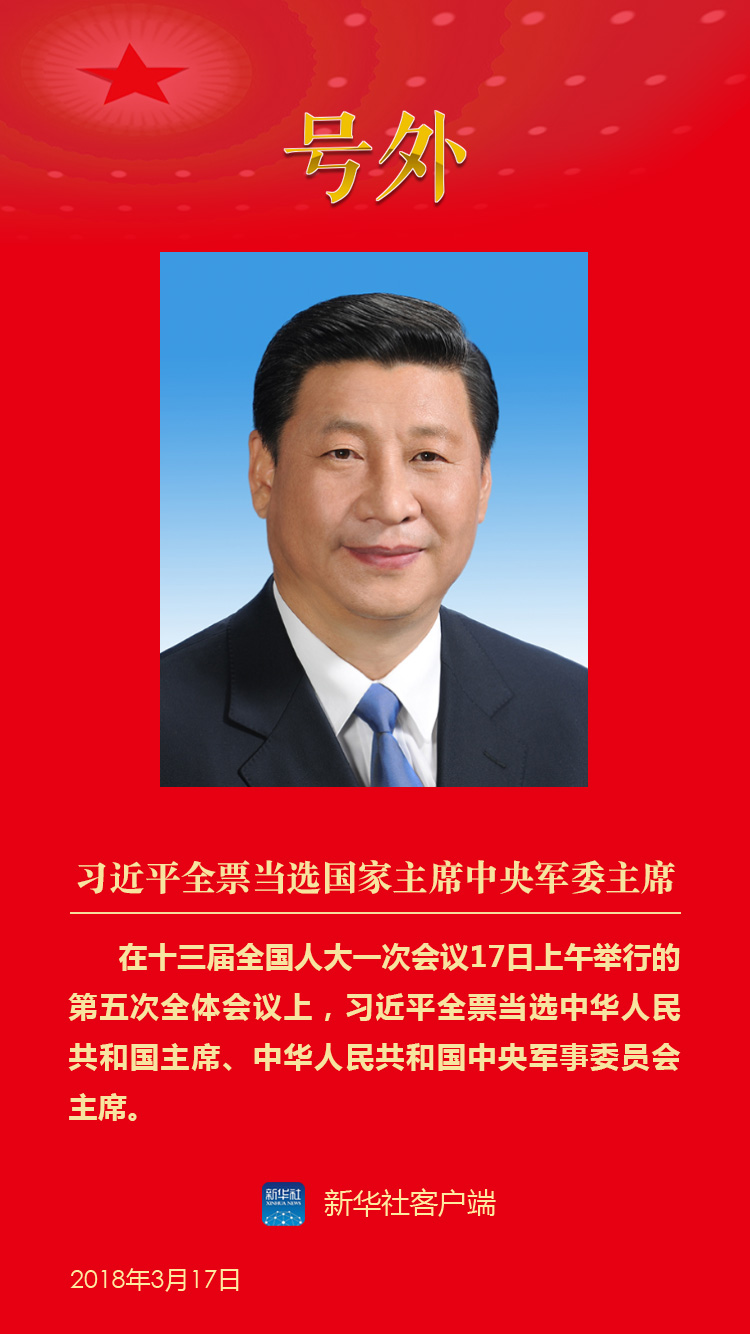 号外
习近平全票当选国家主席中央军委主席
在十三届全国人大一次会议17日上午举行的
第五次全体会议上，习近平全票当选中华人民
共和国主席、中华人民共和国中央军事委员会
主席。
新华社
XINHUA NEWS
新华社客户端
2018年3月17日